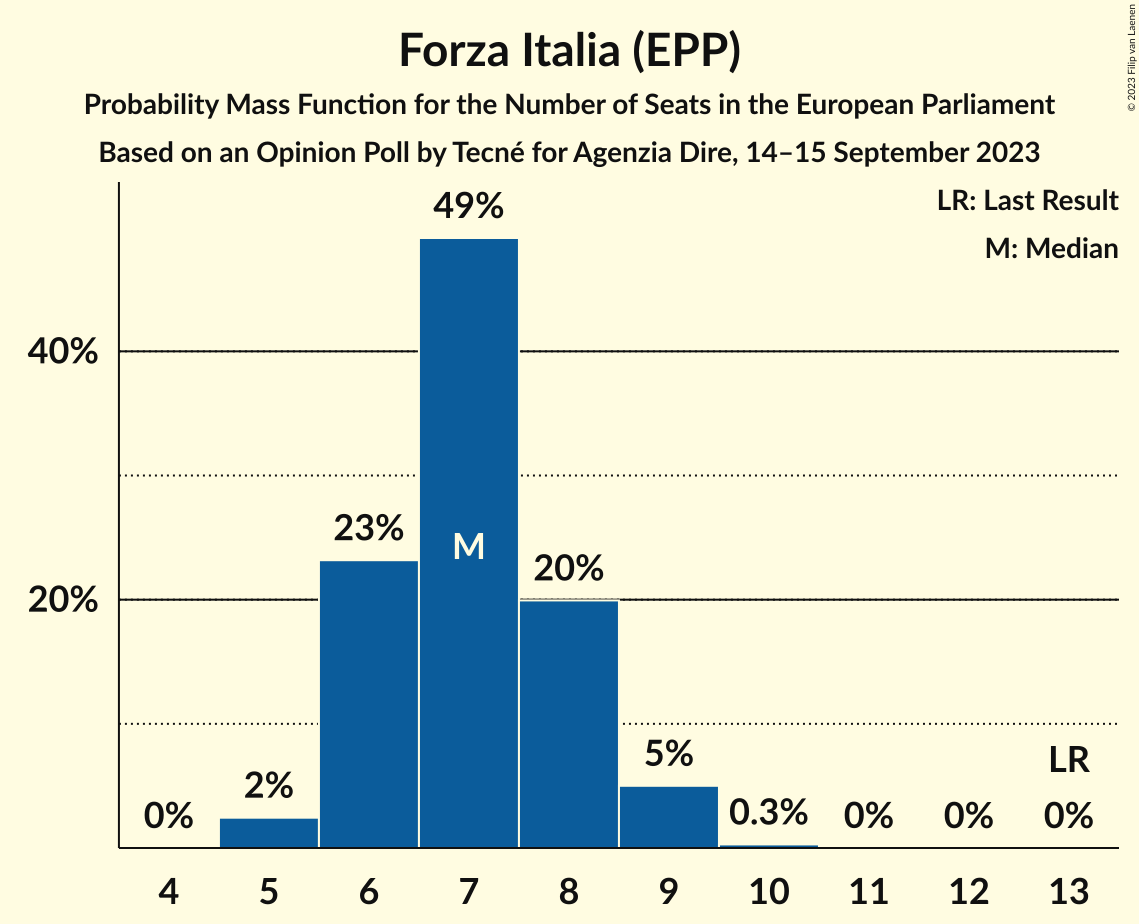 Forza Italia (EPP)
Probability Mass Function for the Number of Seats in the European Parliament
Based on an Opinion Poll by Tecné for Agenzia Dire, 14–15 September 2023
© 2023 Filip van Laenen
LR: Last Result
M: Median
49%
40%
23%
M
20%
20%
5%
LR
2%
0%
0.3%
0%
0%
0%
4 5 6 7 8 9 10 11 12 13